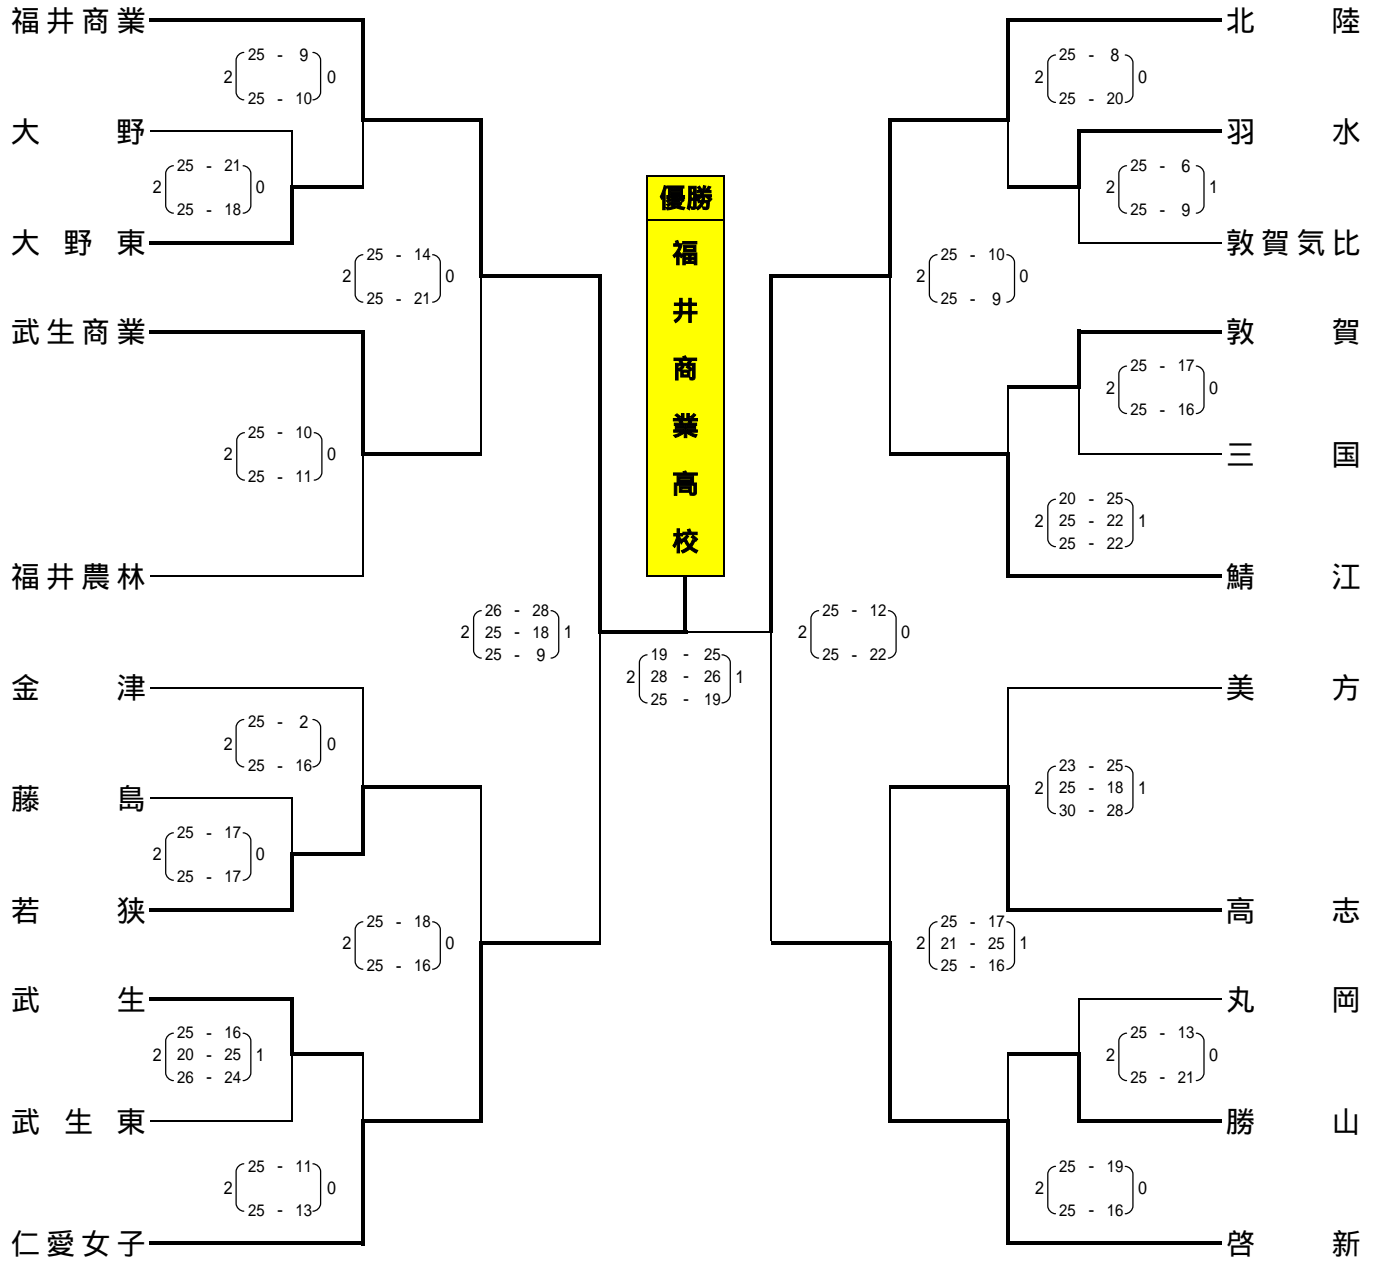 福井商業
25 - 9
2 0
25 - 10
大野
25 - 21
2 0
25 - 18
大野東
25 - 14
2 0
25 - 21
武生商業
25 - 10
2 0
25 - 11
福井農林
26 - 28
2 25 - 18 1
25 - 9
金津
25 - 2
2 0
25 - 16
藤島
25 - 17
2 0
25 - 17
若狭
25 - 18
2 0
25 - 16
武生
25 - 16
2 20 - 25 1
26 - 24
武生東
25 - 11
2 0
25 - 13
仁愛女子
優勝
福井商業高校
19 - 25
2 28 - 26 1
25 - 19
北陸
25 - 8
2 0
25 - 20
羽水
25 - 6
2 1
25 - 9
敦賀気比
25 - 10
2 0
25 - 9
敦賀
25 - 17
2 0
25 - 16
三国
20 - 25
2 25 - 22 1
25 - 22
鯖江
25 - 12
2 0
25 - 22
美方
23 - 25
2 25 - 18 1
30 - 28
高志
25 - 17
2 21 - 25 1
25 - 16
丸岡
25 - 13
2 0
25 - 21
勝山
25 - 19
2 0
25 - 16
啓新